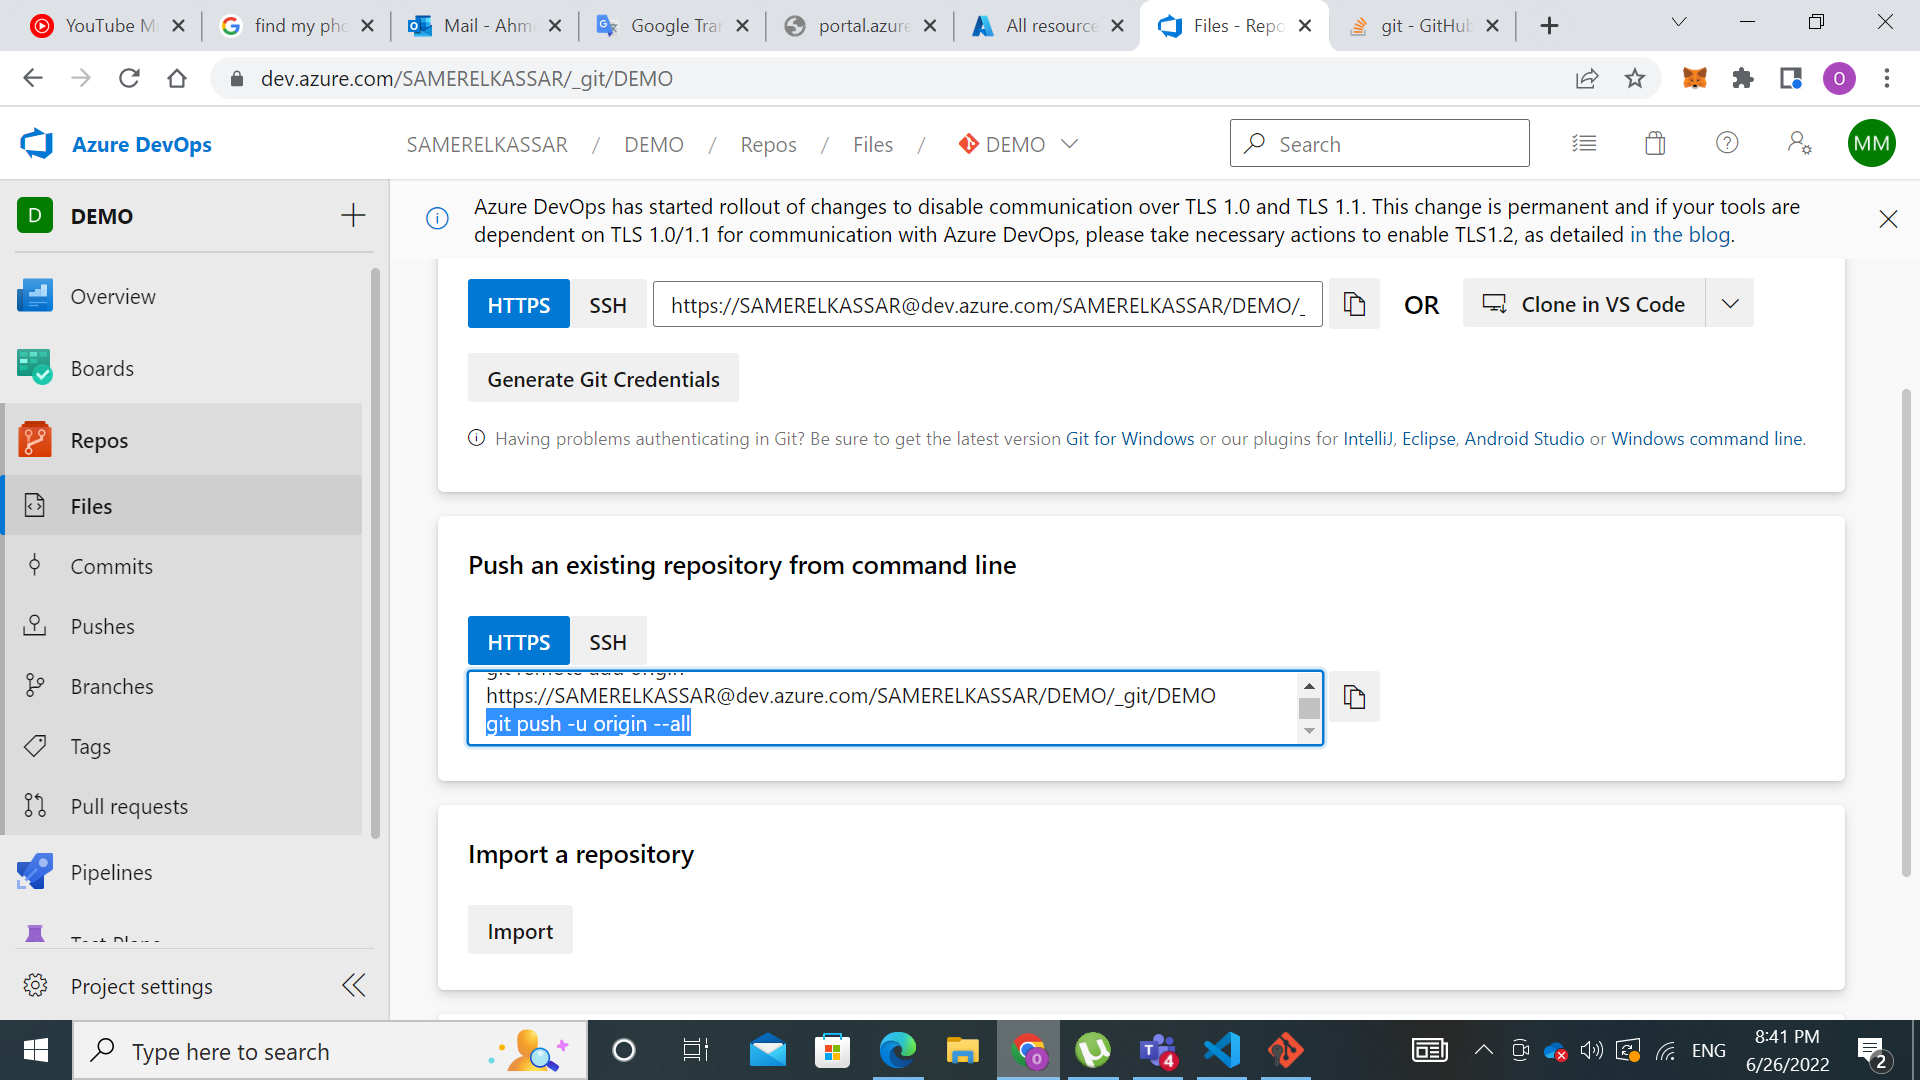 YouTube M
find my pho
Mail - Ahm
Google Tran
portal.azure
All resource
Files - Repo
git - GitHub
dev.azure.com/SAMERELKASSAR/_git/DEMO
O
Azure DevOps
SAMERELKASSAR / DEMO / Repos / Files / DEMO
Search
MM
D DEMO
Azure DevOps has started rollout of changes to disable communication over TLS 1.0 and TLS 1.1. This change is permanent and if your tools are
dependent on TLS 1.0/1.1 for communication with Azure DevOps, please take necessary actions to enable TLS1.2, as detailed in the blog.
Overview
Boards
Repos
Files
Commits
Pushes
Branches
Tags
Pull requests
Pipelines
Test Plans
Project settings
HTTPS SSH https://SAMERELKASSAR@dev.azure.com/SAMERELKASSAR/DEMO/_ OR Clone in VS Code
Generate Git Credentials
Having problems authenticating in Git? Be sure to get the latest version Git for Windows or our plugins for IntelliJ, Eclipse, Android Studio or Windows command line.
Push an existing repository from command line
HTTPS SSH
git remote add origin
https://SAMERELKASSAR@dev.azure.com/SAMERELKASSAR/DEMO/_git/DEMO
git push -u origin --all
Import a repository
Import
Type here to search
O
4
ENG
8:41 PM
6/26/2022
2